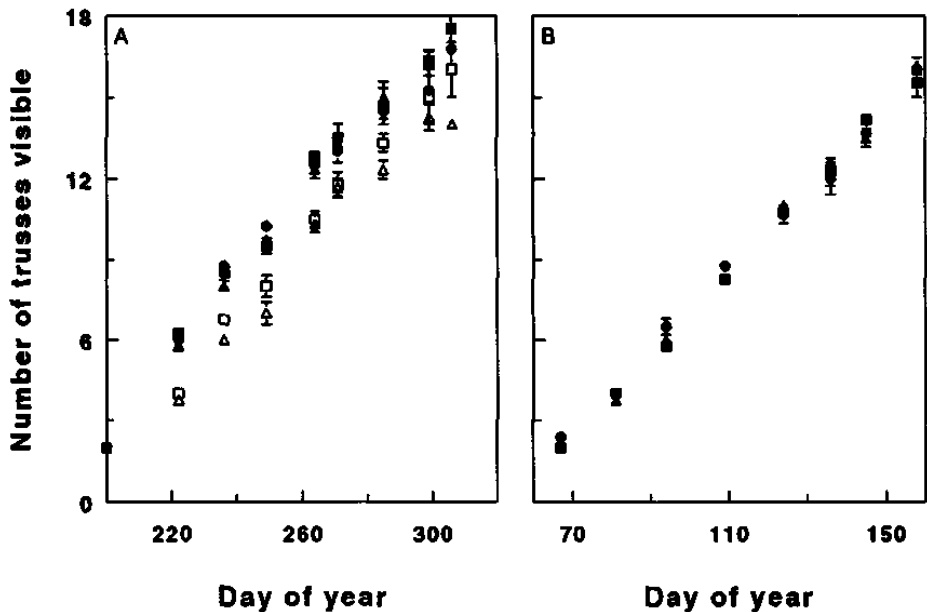 Number of trusses visible
A
18
12
6
0
220 260 300
Day of year
B
70 110 150
Day of year